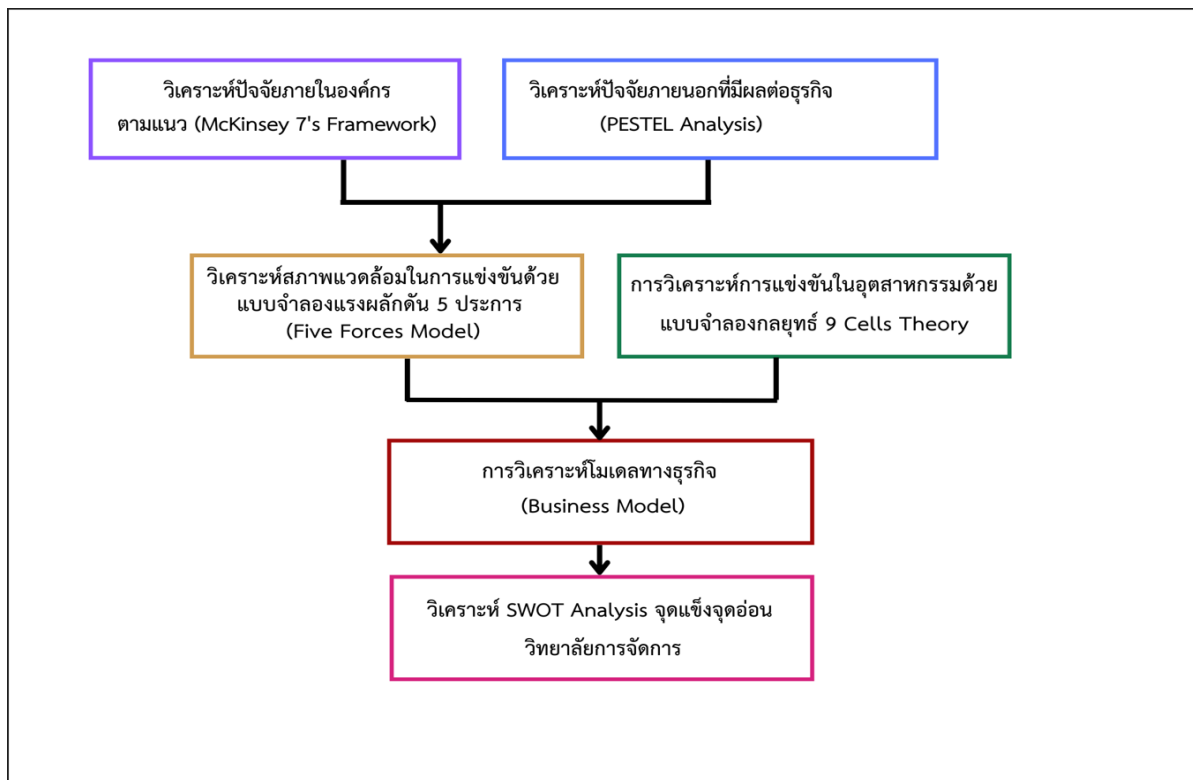 วิเคราะห์ปัจจัยภายในองค์กร
ตามแนว (McKinsey 7's Framework)
วิเคราะห์ปัจจัยภายนอกที่มีผลต่อธุรกิจ
(PESTEL Analysis)
วิเคราะห์สภาพแวดล้อมในการแข่งขันด้วย
แบบจำลองแรงผลักดัน 5 ประการ
(Five Forces Model)
การวิเคราะห์การแข่งขันในอุตสาหกรรมด้วย
แบบจำลองกลยุทธ์ 9 Cells Theory
การวิเคราะห์โมเดลทางธุรกิจ
(Business Model)
วิเคราะห์ SWOT Analysis จุดแข็งจุดอ่อน
วิทยาลัยการจัดการ